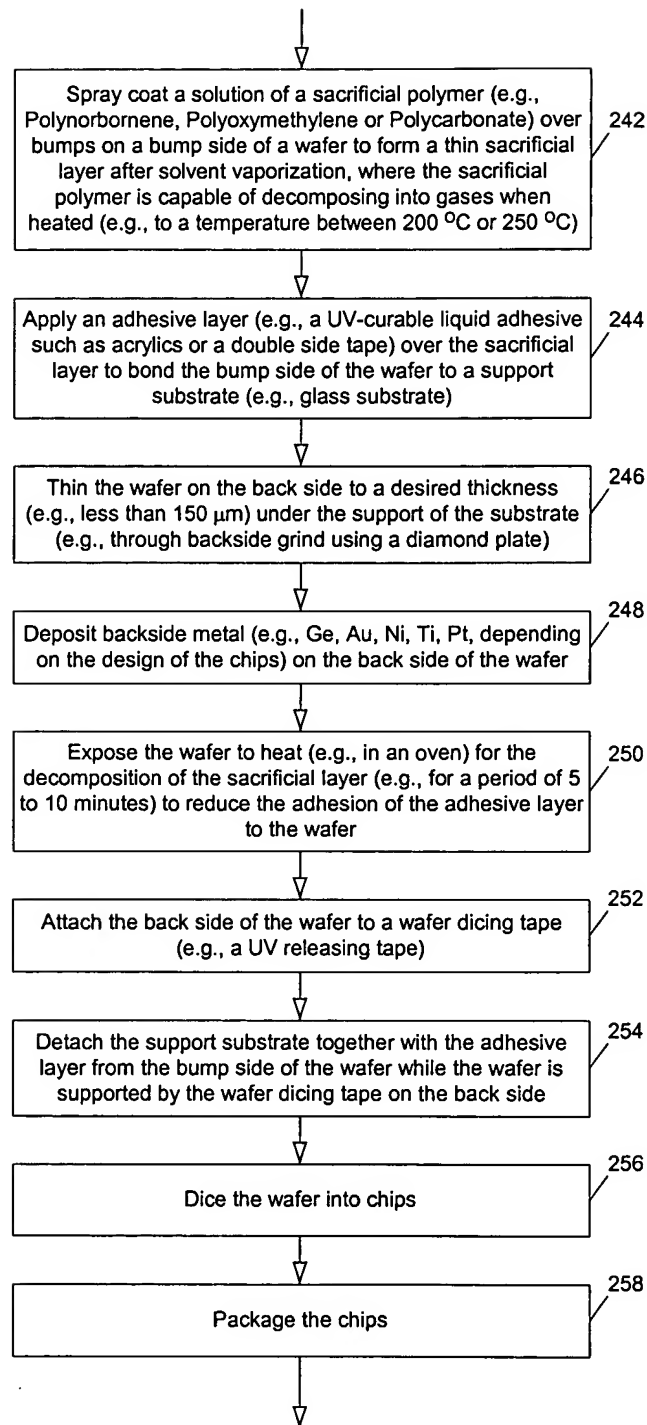 Spray coat a solution of a sacrificial polymer (e.g.,
Polynorbornene, Polyoxymethylene or Polycarbonate) over
bumps on a bump side of a wafer to form a thin sacrificial
layer after solvent vaporization, where the sacrificial
polymer is capable of decomposing into gases when
heated (e.g., to a temperature between 200 ºC or 250 ºC)
242
Apply an adhesive layer (e.g., a UV-curable liquid adhesive
such as acrylics or a double side tape) over the sacrificial
layer to bond the bump side of the wafer to a support
substrate (e.g., glass substrate)
244
Thin the wafer on the back side to a desired thickness
(e.g., less than 150 μm) under the support of the substrate
(e.g., through backside grind using a diamond plate)
246
Deposit backside metal (e.g., Ge, Au, Ni, Ti, Pt, depending
on the design of the chips) on the back side of the wafer
248
Expose the wafer to heat (e.g., in an oven) for the
decomposition of the sacrificial layer (e.g., for a period of 5
to 10 minutes) to reduce the adhesion of the adhesive layer
to the wafer
250
Attach the back side of the wafer to a wafer dicing tape
(e.g., a UV releasing tape)
252
Detach the support substrate together with the adhesive
layer from the bump side of the wafer while the wafer is
supported by the wafer dicing tape on the back side
254
Dice the wafer into chips
256
Package the chips
258